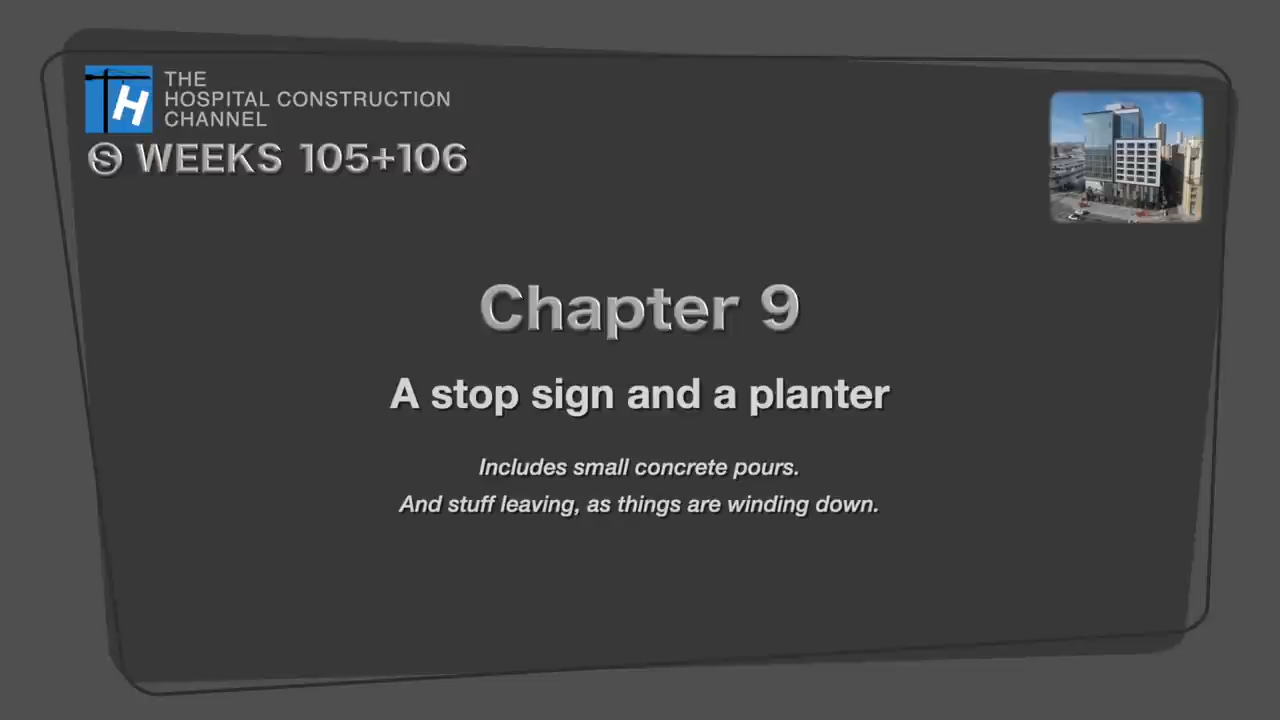 THE
HOSPITAL CONSTRUCTION
CHANNEL
H
S WEEKS 105+106
Chapter 9
A stop sign and a planter
Includes small concrete pours.
And stuff leaving, as things are winding down.